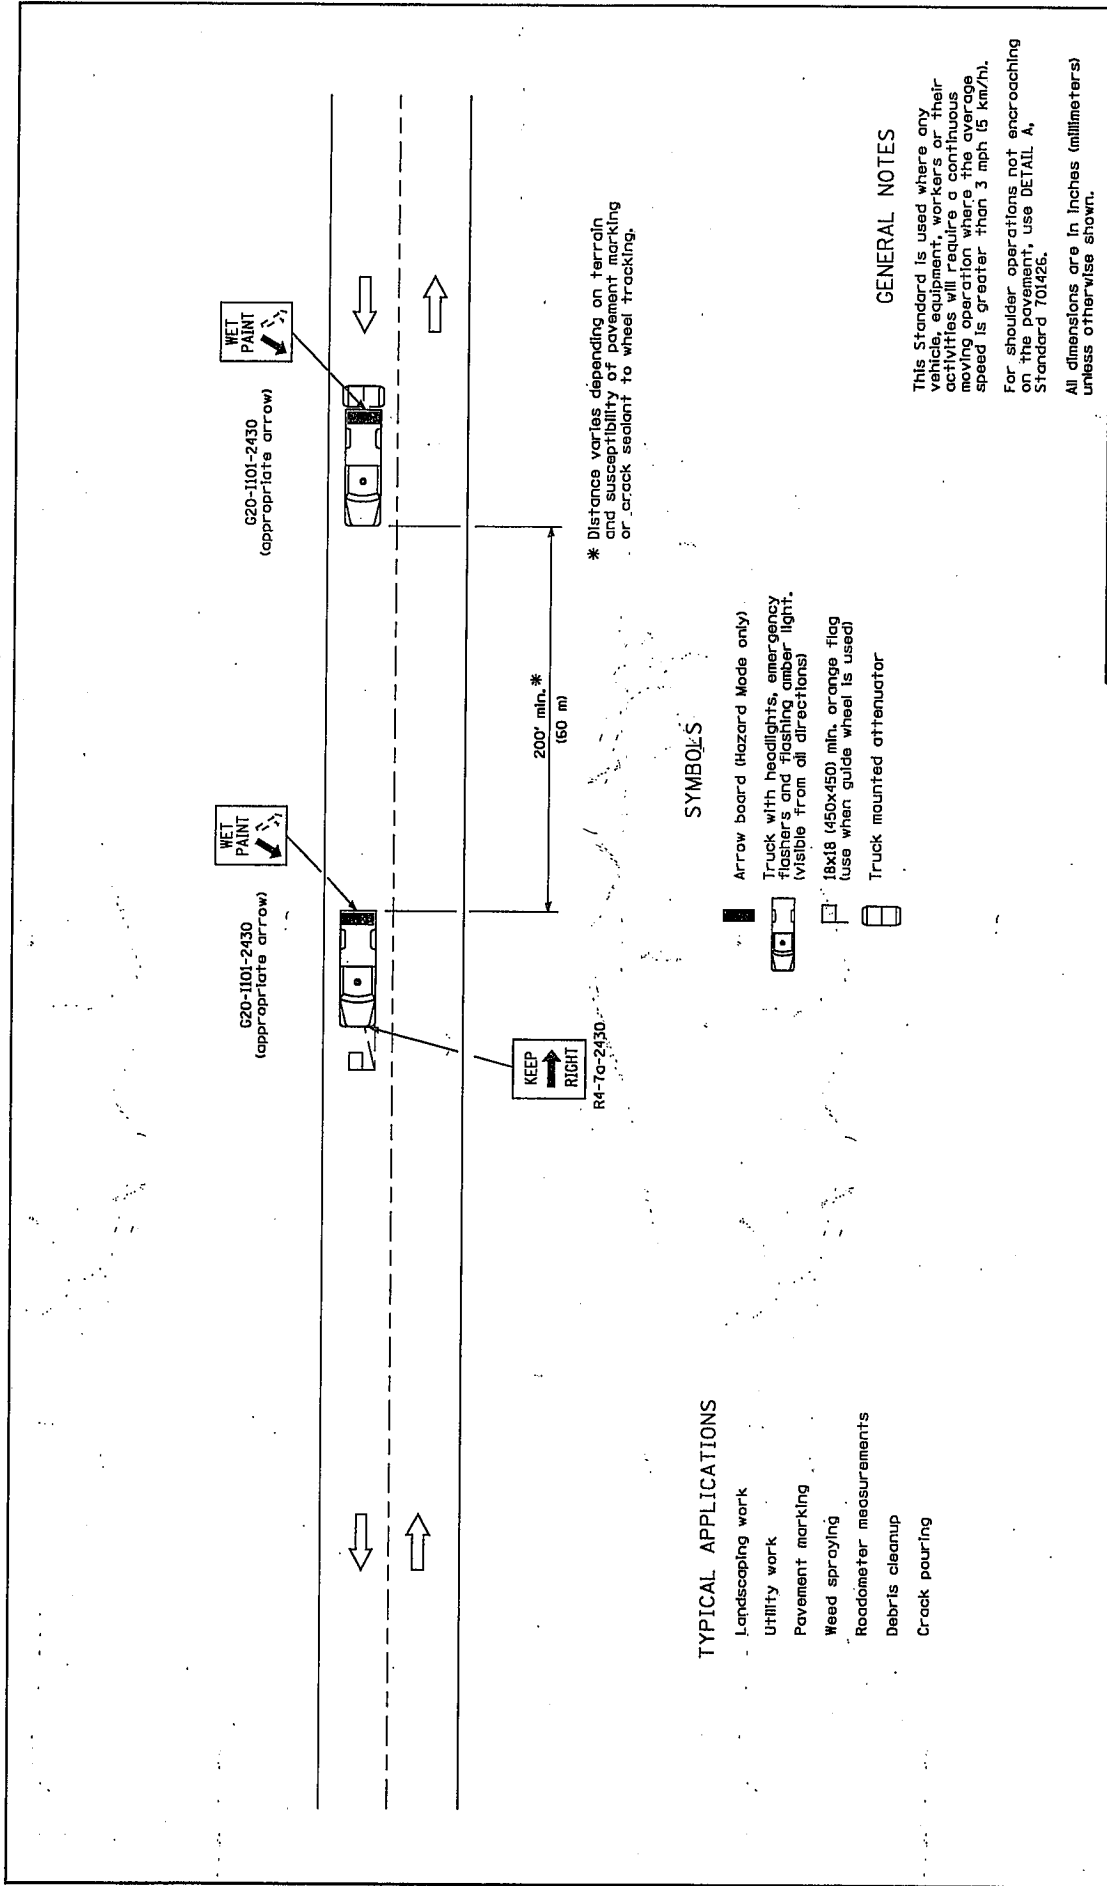 G20-I101-2430
(appropriate arrow)
WET
PAINT
G20-I101-2430
(appropriate arrow)
WET
PAINT
KEEP
RIGHT
R4-7a-2430
200' min.*
(60 m)
* Distance varies depending on terrain
and susceptibility of pavement marking
or crack sealant to wheel tracking.
TYPICAL APPLICATIONS
Landscaping work
Utility work
Pavement marking
Weed spraying
Roadometer measurements
Debris cleanup
Crack pouring
SYMBOLS
Arrow board (Hazard Mode only)
Truck with headlights, emergency
flashers and flashing amber light.
(visible from all directions)
18x18 (450x450) min. orange flag
(use when guide wheel is used)
Truck mounted attenuator
GENERAL NOTES
This Standard is used where any
vehicle, equipment, workers or their
activities will require a continuous
moving operation where the average
speed is greater than 3 mph (5 km/h).
For shoulder operations not encroaching
on the pavement, use DETAIL A,
Standard 701426.
All dimensions are in inches (millimeters)
unless otherwise shown.